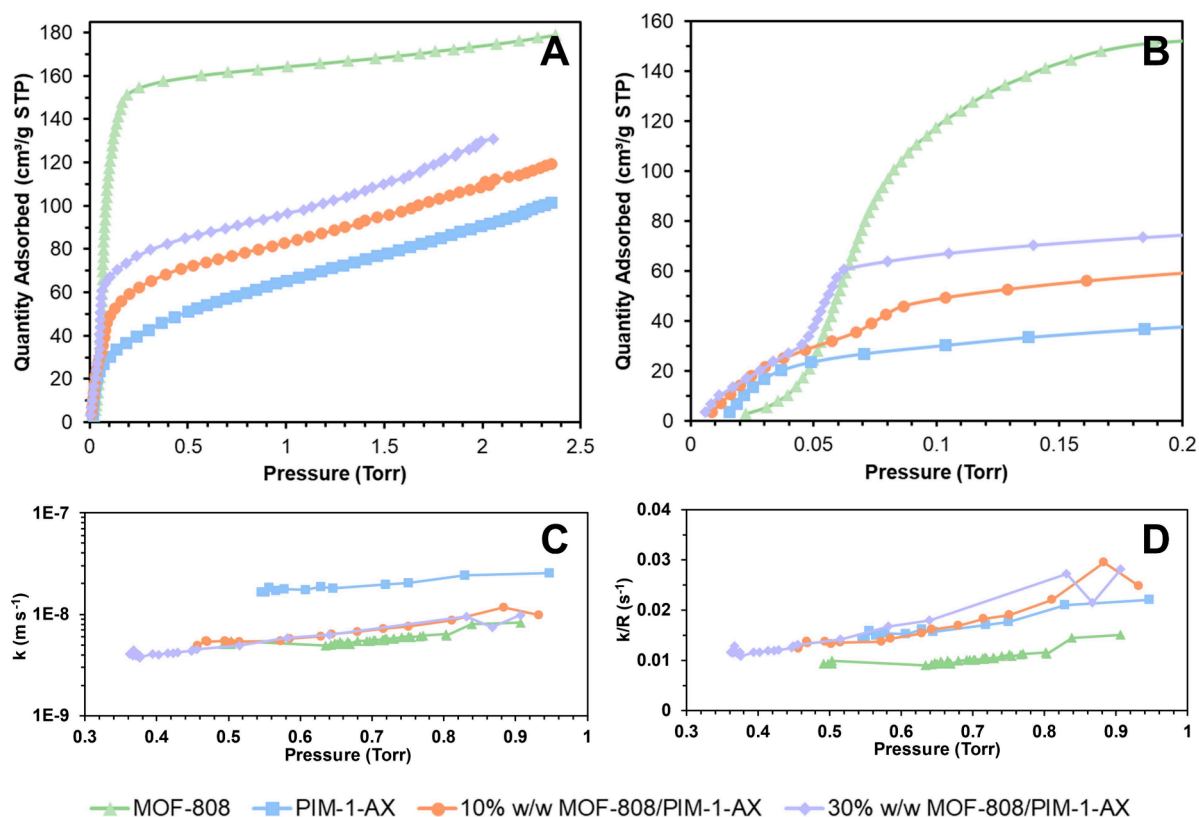 A
Quantity Adsorbed (cm³/g STP)
180
160
140
120
100
80
60
40
20
0
0 0.5 1 1.5 2 2.5
Pressure (Torr)
B
Quantity Adsorbed (cm³/g STP)
160
140
120
100
80
60
40
20
0
0 0.05 0.1 0.15 0.2
Pressure (Torr)
C
k (m s⁻¹)
1E-7
1E-8
1E-9
0.3 0.4 0.5 0.6 0.7 0.8 0.9 1
Pressure (Torr)
D
k/R (s⁻¹)
0.04
0.03
0.02
0.01
0
0.3 0.4 0.5 0.6 0.7 0.8 0.9 1
Pressure (Torr)
MOF-808 PIM-1-AX 10% w/w MOF-808/PIM-1-AX 30% w/w MOF-808/PIM-1-AX